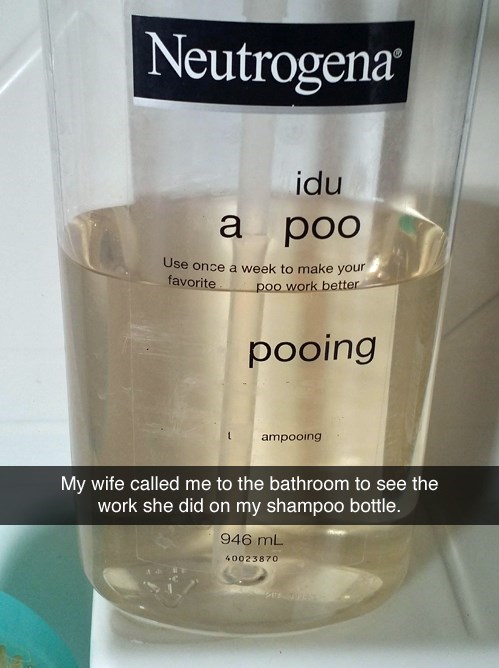 Neutrogena®
idu
a poo
Use once a week to make your
favorite poo work better
pooing
t ampooing
My wife called me to the bathroom to see the
work she did on my shampoo bottle.
946 mL
40023870